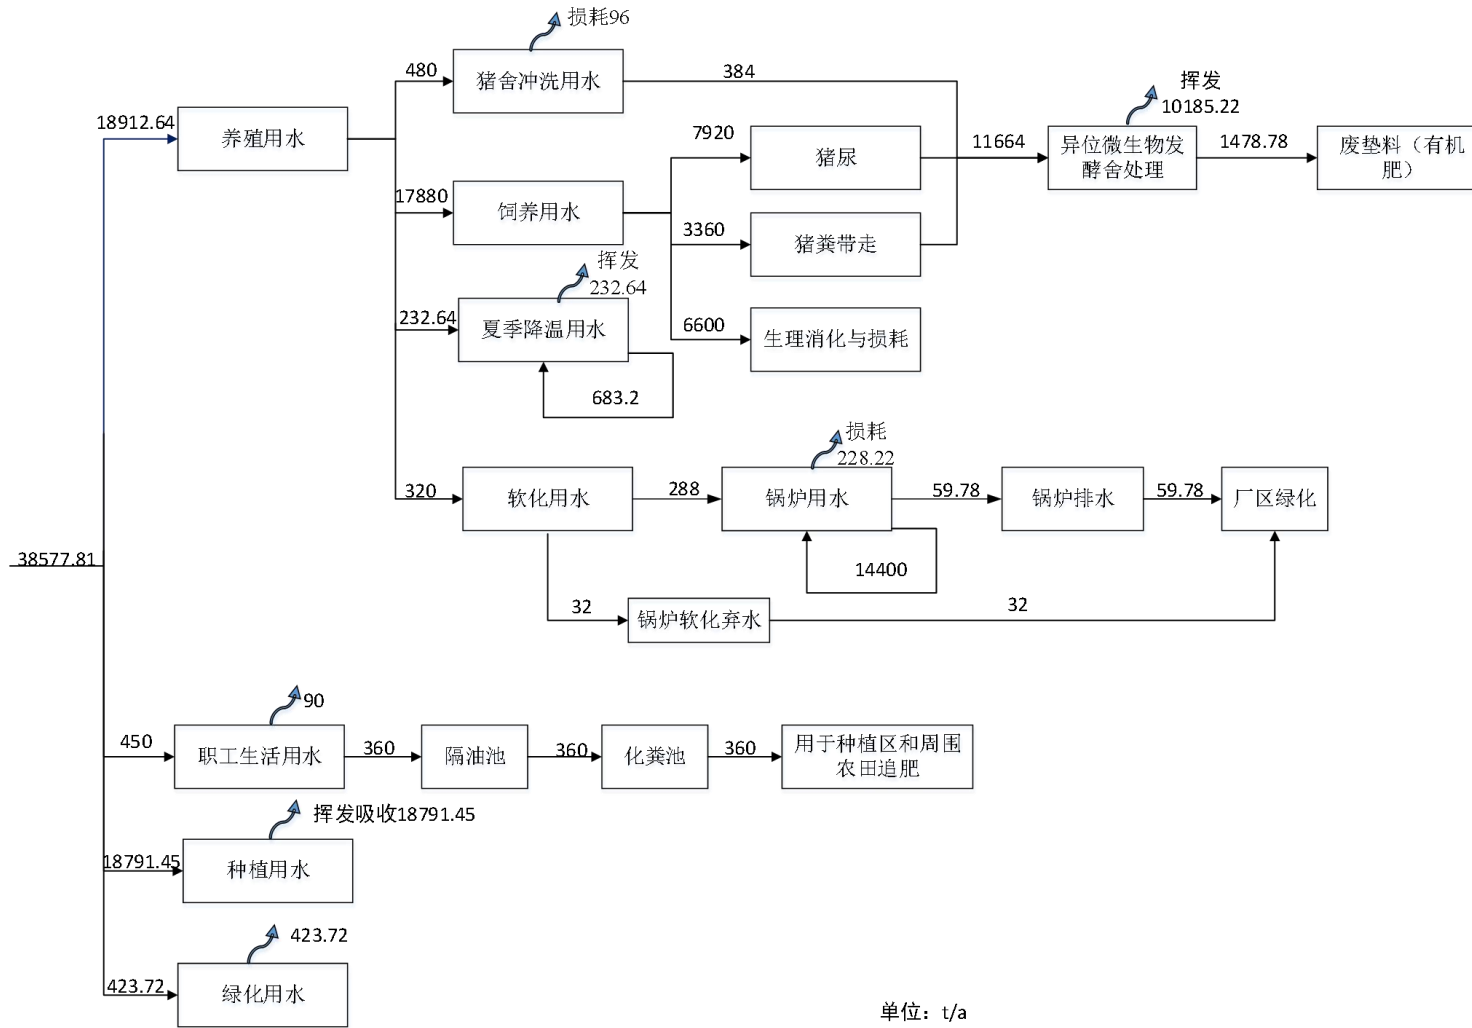 损耗96
480
猪舍冲洗用水
384
挥发
10185.22
18912.64
养殖用水
7920
猪尿
11664
异位微生物发
酵舍处理
1478.78
废垫料（有机
肥）
17880
饲养用水
3360
猪粪带走
挥发
232.64
232.64
夏季降温用水
6600
生理消化与损耗
683.2
损耗
228.22
320
软化用水
288
锅炉用水
59.78
锅炉排水
59.78
厂区绿化
14400
38577.81
32
锅炉软化弃水
32
90
450
职工生活用水
360
隔油池
360
化粪池
360
用于种植区和周围
农田追肥
挥发吸收18791.45
18791.45
种植用水
423.72
423.72
绿化用水
单位：t/a